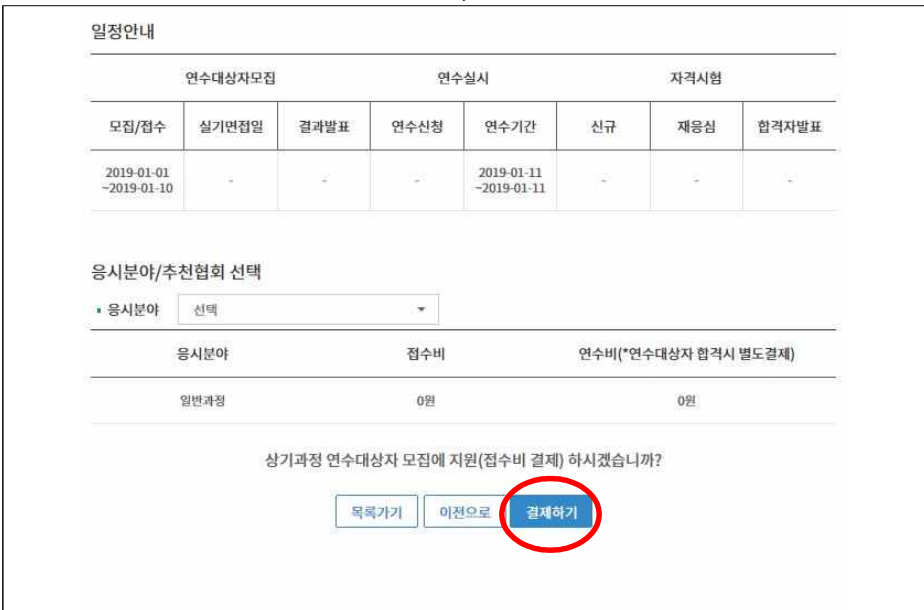 일정안내
연수대상자모집 연수실시 자격시험
모집/접수 실기면접일 결과발표 연수신청 연수기간 신규 재응심 합격자발표
2019-01-01
~2019-01-10 - - - 2019-01-11
~2019-01-11 - - -
응시분야/추천협회 선택
응시분야 선택
응시분야 접수비 연수비(*연수대상자 합격시 별도결제)
일반과정 0원 0원
상기과정 연수대상자 모집에 지원(접수비 결제) 하시겠습니까?
목록가기 이전으로 결제하기